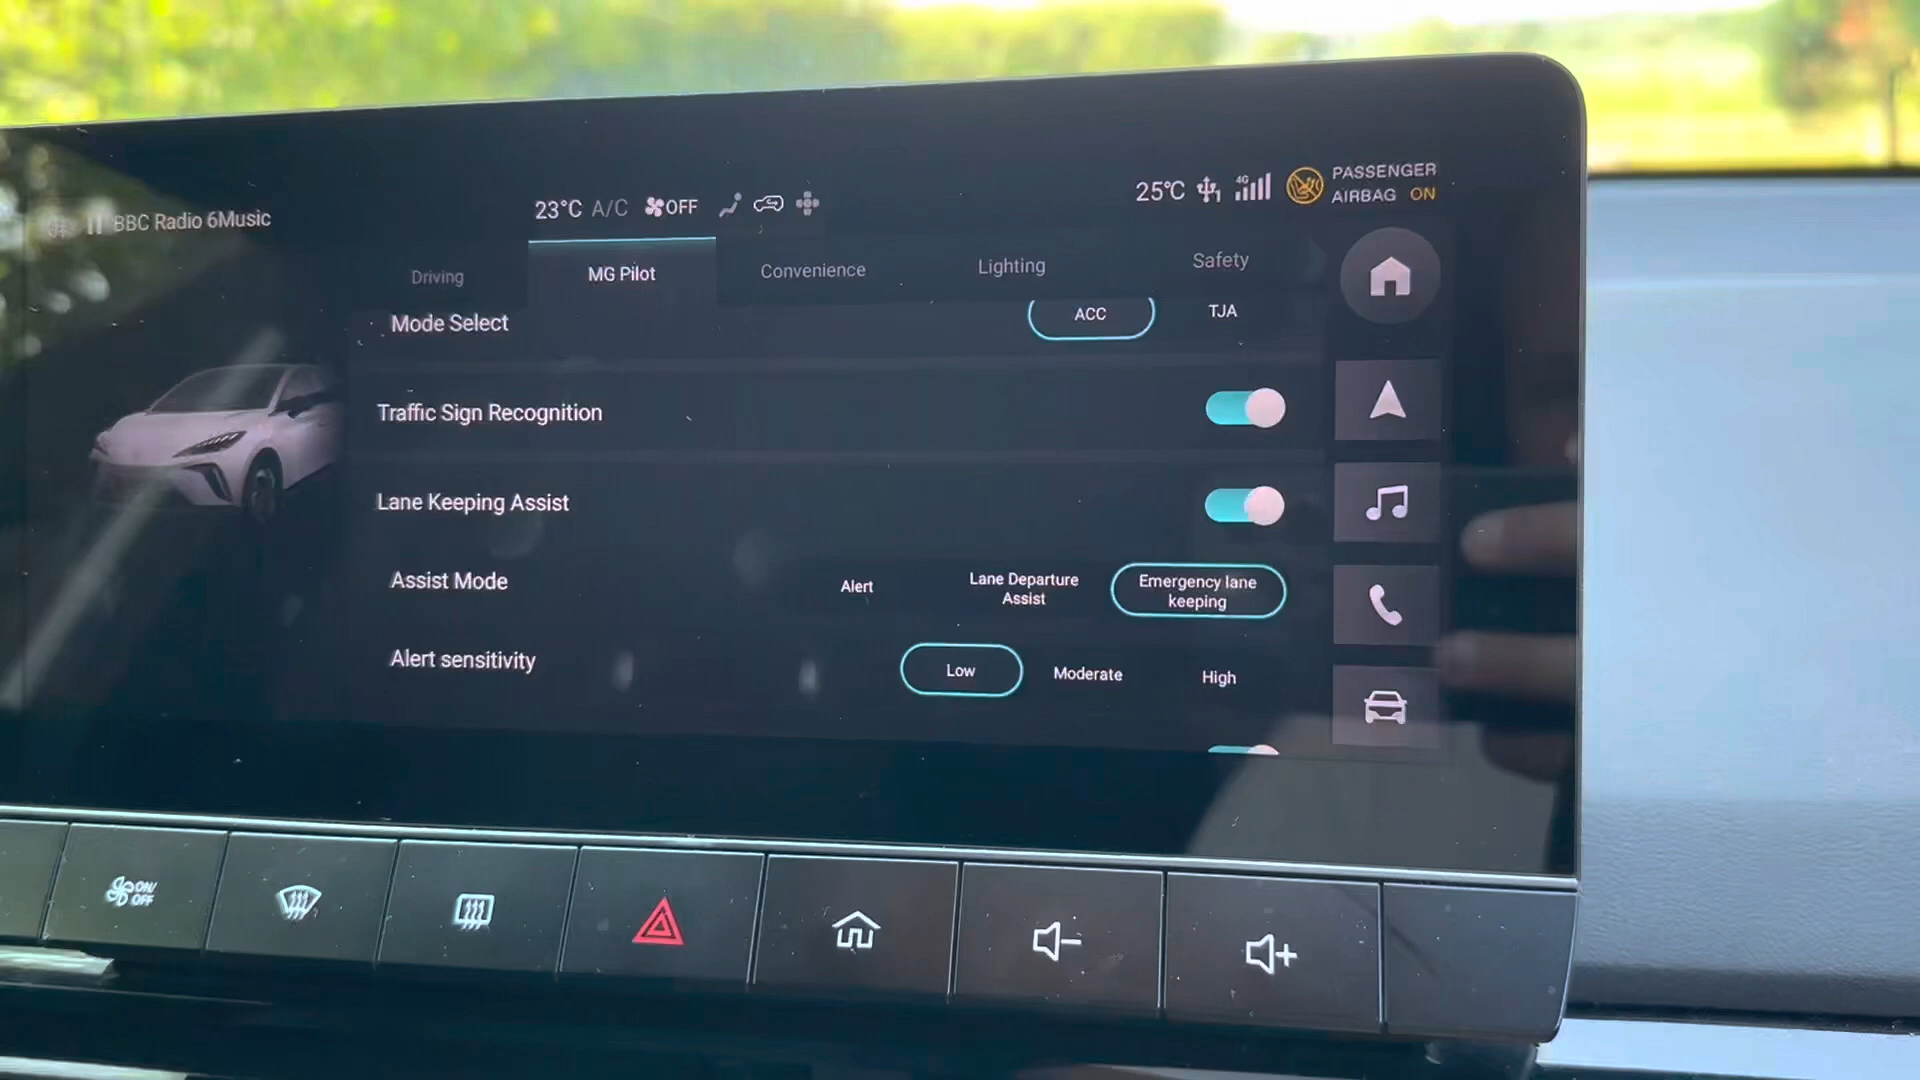 BBC Radio 6Music
23°C A/C OFF
25°C 4G PASSENGER
AIRBAG ON
Driving
MG Pilot
Convenience
Lighting
Safety
Mode Select
ACC
TJA
Traffic Sign Recognition
Lane Keeping Assist
Assist Mode
Alert
Lane Departure
Assist
Emergency lane
keeping
Alert sensitivity
Low
Moderate
High
ON/
OFF